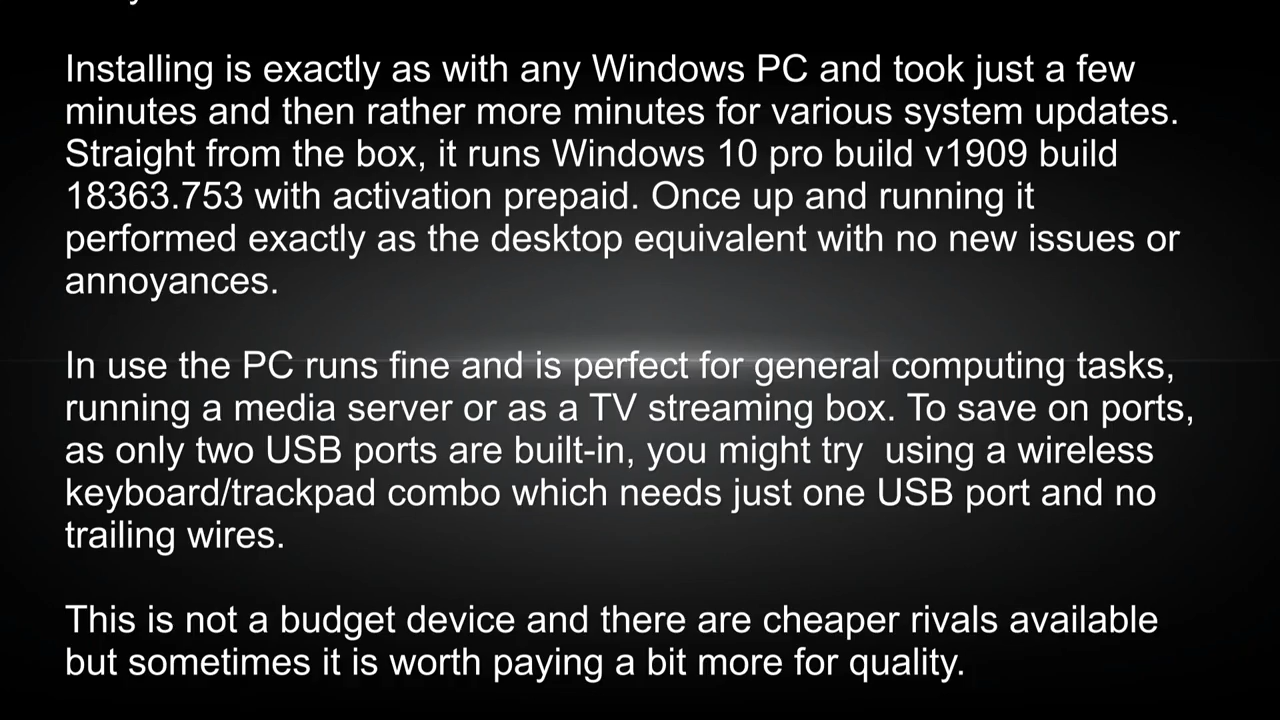 Installing is exactly as with any Windows PC and took just a few
minutes and then rather more minutes for various system updates.
Straight from the box, it runs Windows 10 pro build v1909 build
18363.753 with activation prepaid. Once up and running it
performed exactly as the desktop equivalent with no new issues or
annoyances.
In use the PC runs fine and is perfect for general computing tasks,
running a media server or as a TV streaming box. To save on ports,
as only two USB ports are built-in, you might try  using a wireless
keyboard/trackpad combo which needs just one USB port and no
trailing wires.
This is not a budget device and there are cheaper rivals available
but sometimes it is worth paying a bit more for quality.